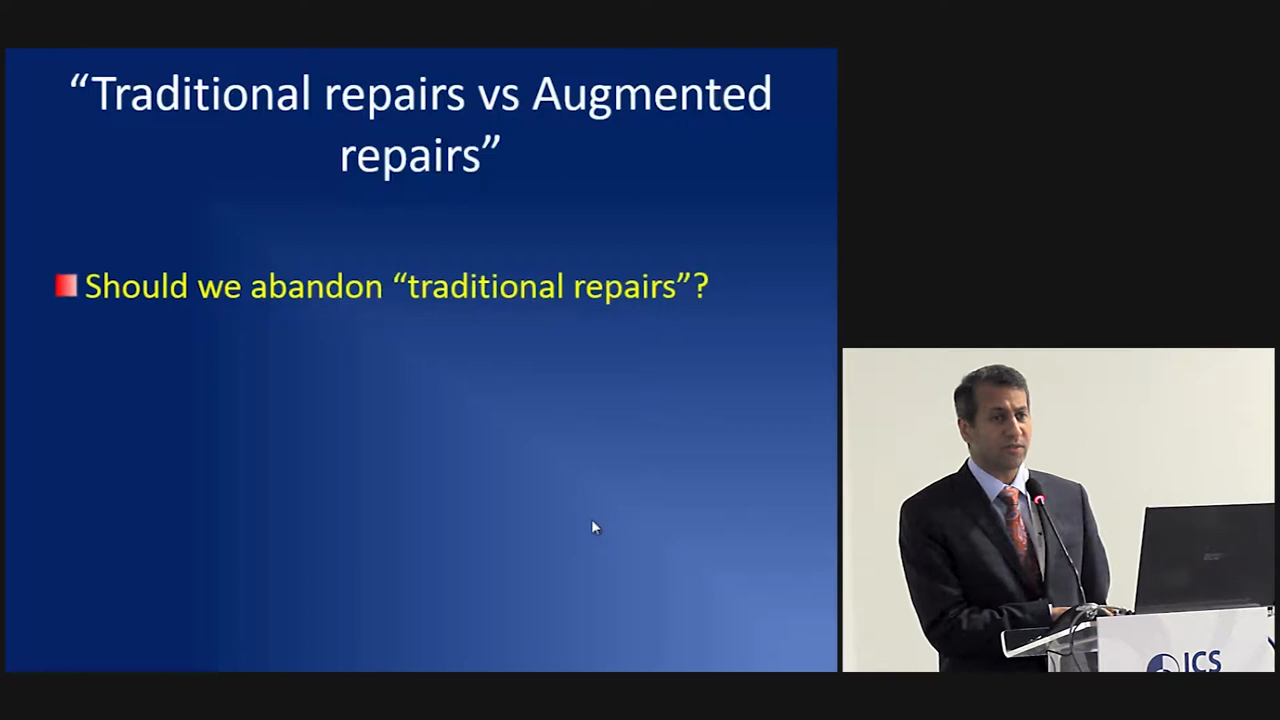 “Traditional repairs vs Augmented
repairs”
Should we abandon “traditional repairs”?
ICS